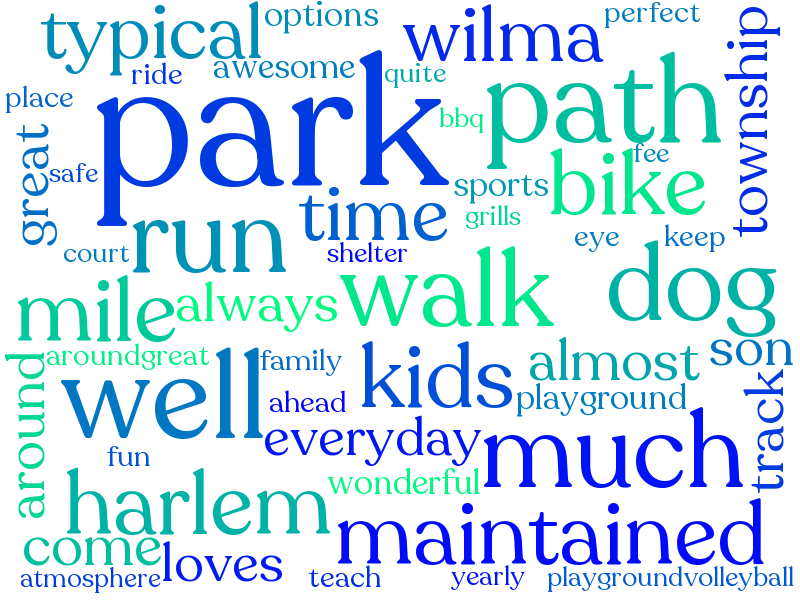 typical
options
wilma
perfect
ride
awesome
quite
township
place
park
bbq
path
great
safe
fee
bike
sports
time
grills
run
court
shelter
eye
keep
dog
mile
always
walk
aroundgreat
family
almost
son
around
well
ahead
kids
playground
track
everyday
much
fun
wonderful
harlem
maintained
come
loves
atmosphere
teach
yearly
playgroundvolleyball